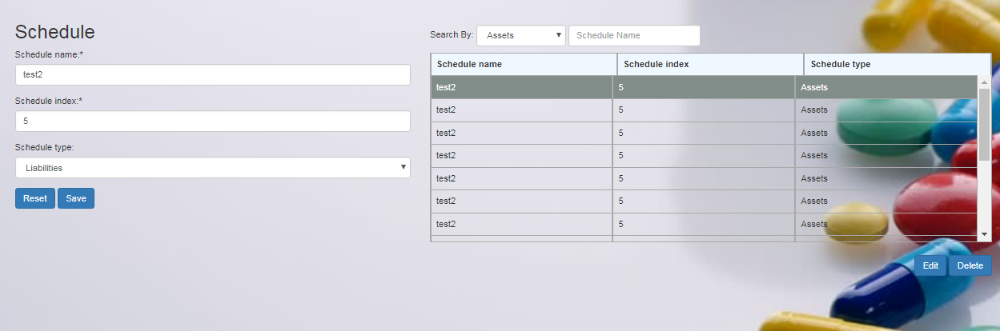 Schedule
Schedule name:*
test2
Schedule index:*
5
Schedule type:
Liabilities
Reset Save
Search By: Assets Schedule Name
Schedule name Schedule index Schedule type
test2 5 Assets
test2 5 Assets
test2 5 Assets
test2 5 Assets
test2 5 Assets
test2 5 Assets
test2 5 Assets
Edit Delete